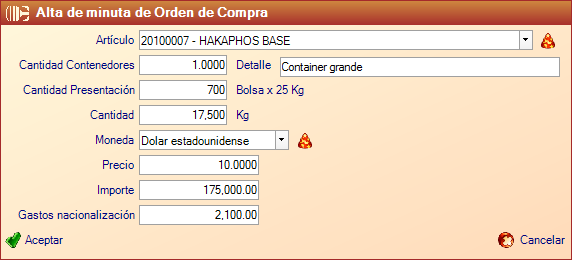 Alta de minuta de Orden de Compra
Artículo 20100007 - HAKAPHOS BASE
Cantidad Contenedores 1.0000 Detalle Container grande
Cantidad Presentación 700 Bolsa x 25 Kg
Cantidad 17,500 Kg
Moneda Dolar estadounidense
Precio 10.0000
Importe 175,000.00
Gastos nacionalización 2,100.00
Aceptar Cancelar